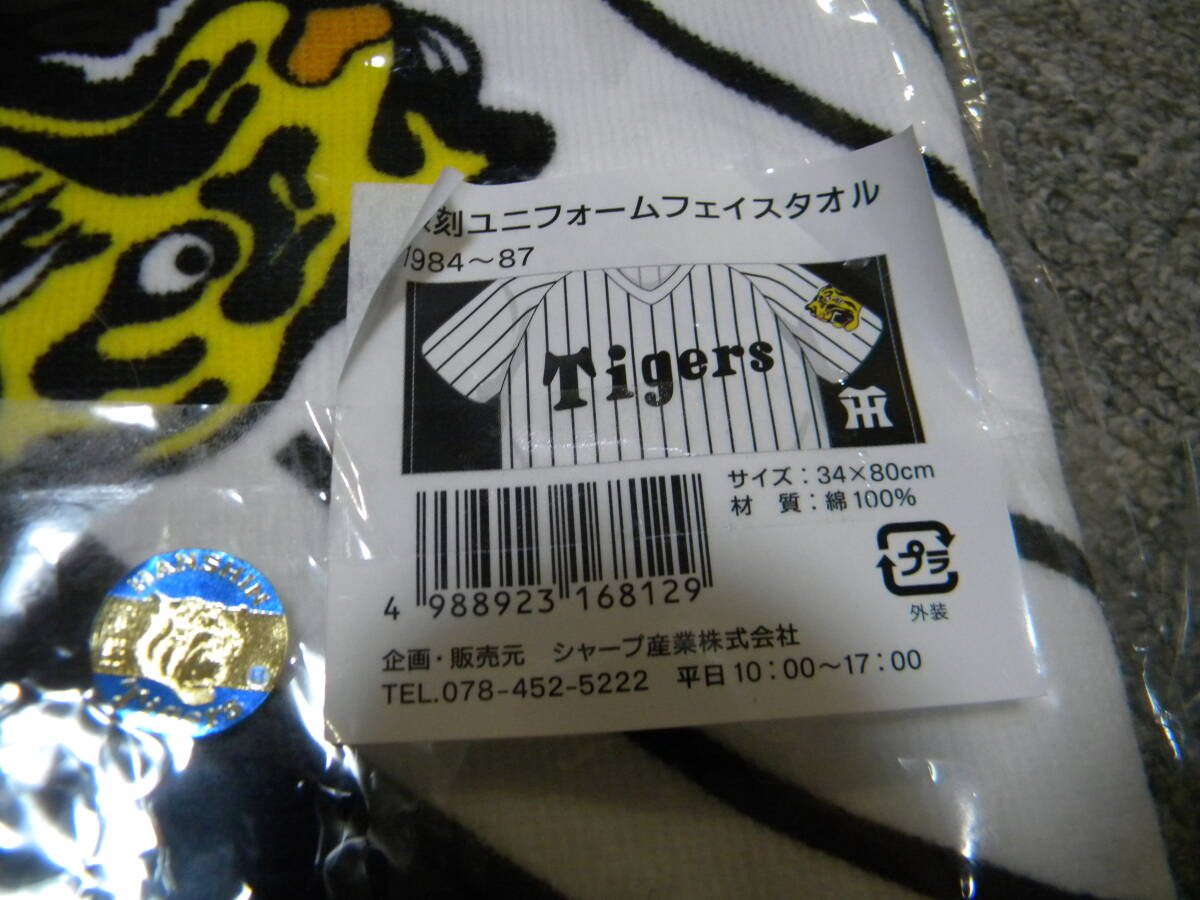 刻ユニフォームフェイスタオル
1984～87
Tigers
サイズ：34×80cm
材　質：綿100%
プラ
外装
4 988923 168129
企画・販売元　シャープ産業株式会社
TEL.078-452-5222　平日10：00～17：00
HANSHIN
TIGERS